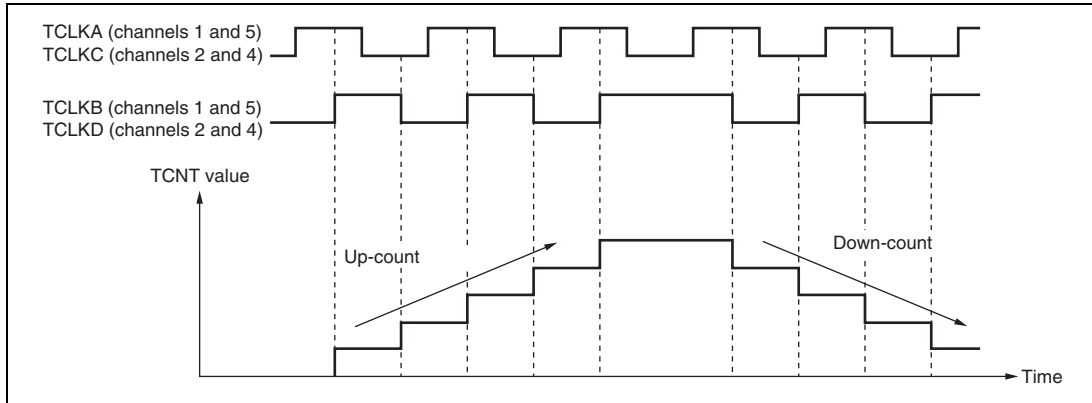 TCLKA (channels 1 and 5)
TCLKC (channels 2 and 4)
TCLKB (channels 1 and 5)
TCLKD (channels 2 and 4)
TCNT value
Up-count
Down-count
Time